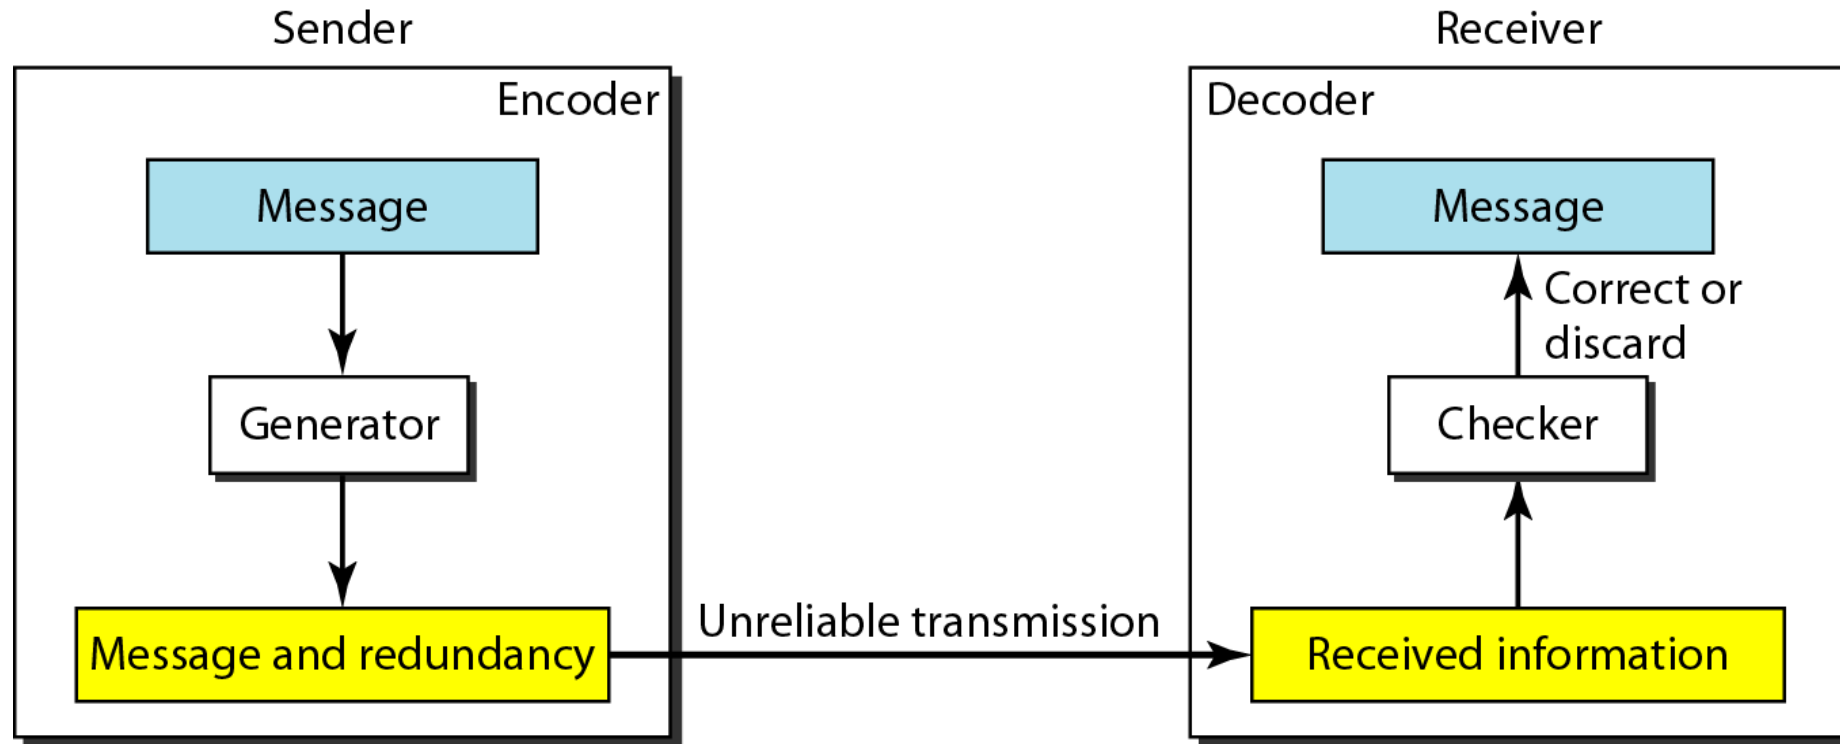 Sender
Encoder
Message
Generator
Message and redundancy
Unreliable transmission
Receiver
Decoder
Message
Correct or
discard
Checker
Received information